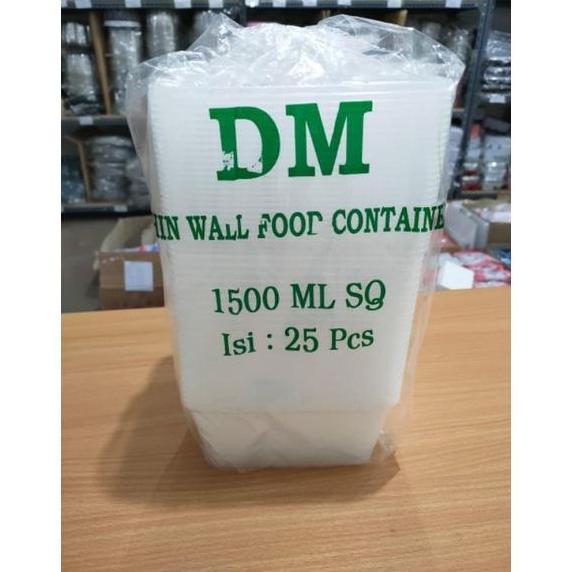 DM
HIN WALL FOOD CONTAINE
1500 ML SQ
Isi : 25 Pcs